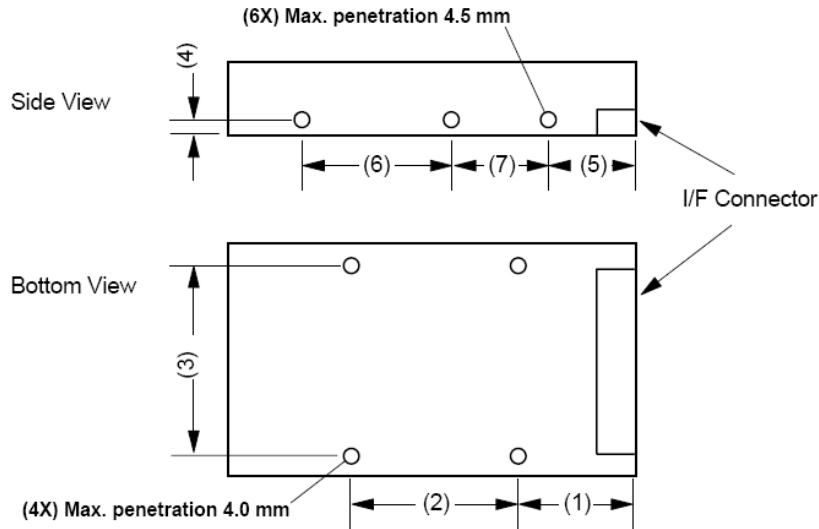 (6X) Max. penetration 4.5 mm
(4)
Side View
(6)
(7)
(5)
I/F Connector
Bottom View
(3)
(4X) Max. penetration 4.0 mm
(2)
(1)